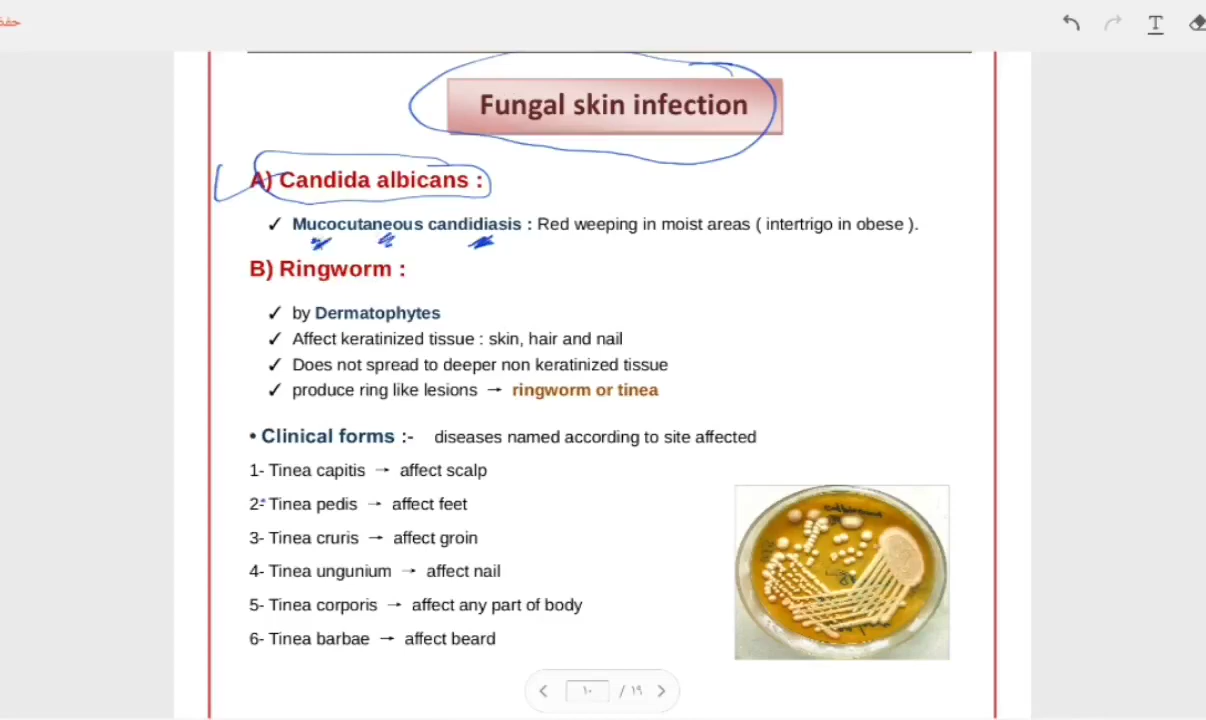 T
Fungal skin infection
A) Candida albicans :
✓ Mucocutaneous candidiasis : Red weeping in moist areas ( intertrigo in obese ).
B) Ringworm :
✓ by Dermatophytes
✓ Affect keratinized tissue : skin, hair and nail
✓ Does not spread to deeper non keratinized tissue
✓ produce ring like lesions → ringworm or tinea
• Clinical forms :- diseases named according to site affected
1- Tinea capitis → affect scalp
2- Tinea pedis → affect feet
3- Tinea cruris → affect groin
4- Tinea ungunium → affect nail
5- Tinea corporis → affect any part of body
6- Tinea barbae → affect beard
١٠ / ١٩